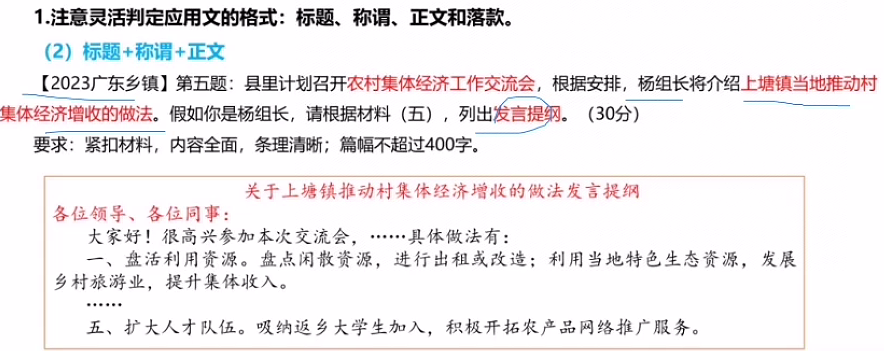 1.注意灵活判定应用文的格式：标题、称谓、正文和落款。
（2）标题+称谓+正文
【2023广东乡镇】第五题：县里计划召开农村集体经济工作交流会，根据安排，杨组长将介绍上塘镇当地推动村
集体经济增收的做法。假如你是杨组长，请根据材料（五），列出发言提纲。（30分）
要求：紧扣材料，内容全面，条理清晰；篇幅不超过400字。
关于上塘镇推动村集体经济增收的做法发言提纲
各位领导、各位同事：
大家好！很高兴参加本次交流会，……具体做法有：
一、盘活利用资源。盘点闲散资源，进行出租或改造；利用当地特色生态资源，发展
乡村旅游业，提升集体收入。
……
五、扩大人才队伍。吸纳返乡大学生加入，积极开拓农产品网络推广服务。